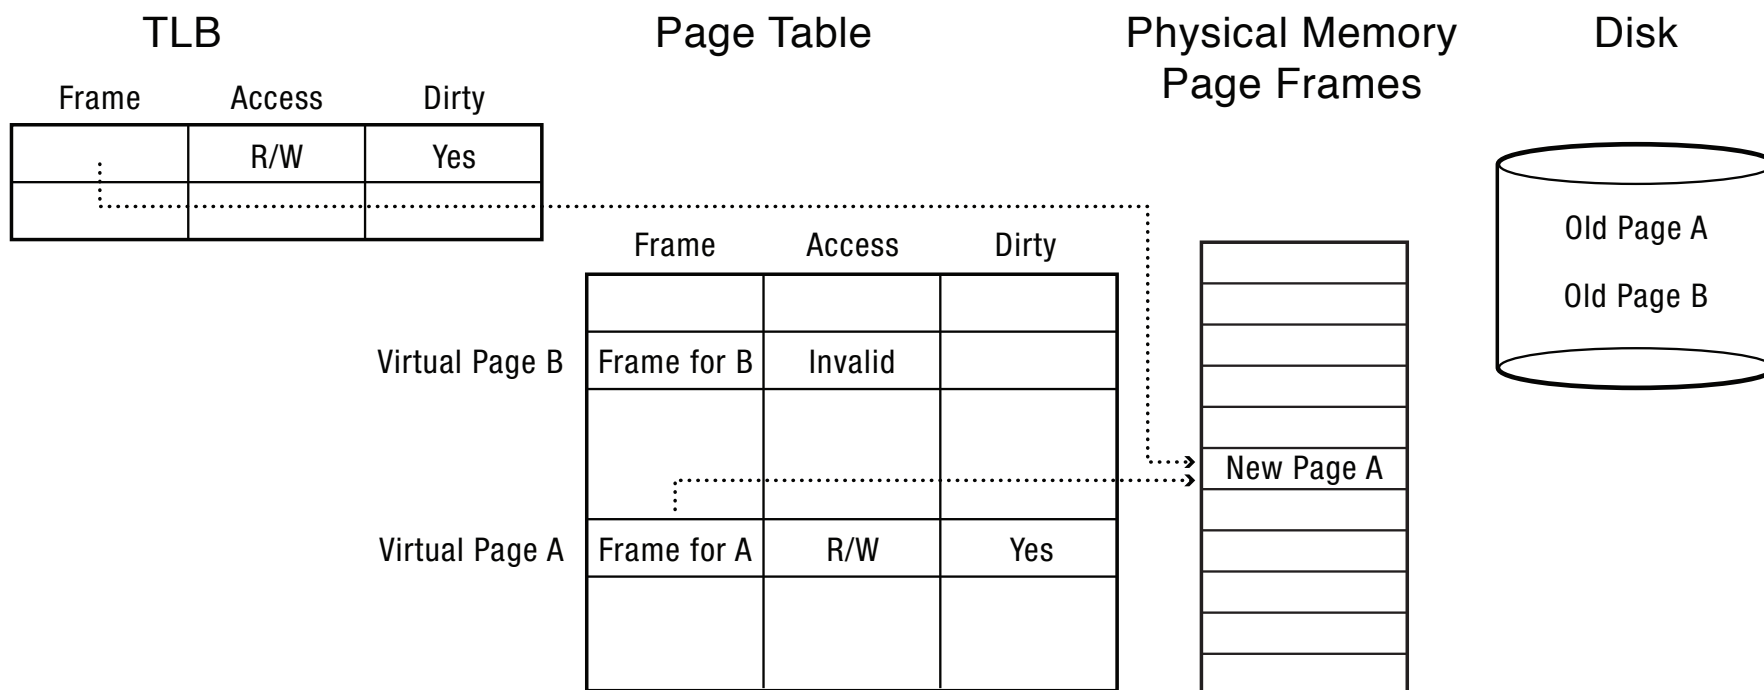 TLB
Frame Access Dirty
R/W Yes
Page Table
Frame Access Dirty
Virtual Page B Frame for B Invalid
Virtual Page A Frame for A R/W Yes
Physical Memory
Page Frames
New Page A
Disk
Old Page A
Old Page B